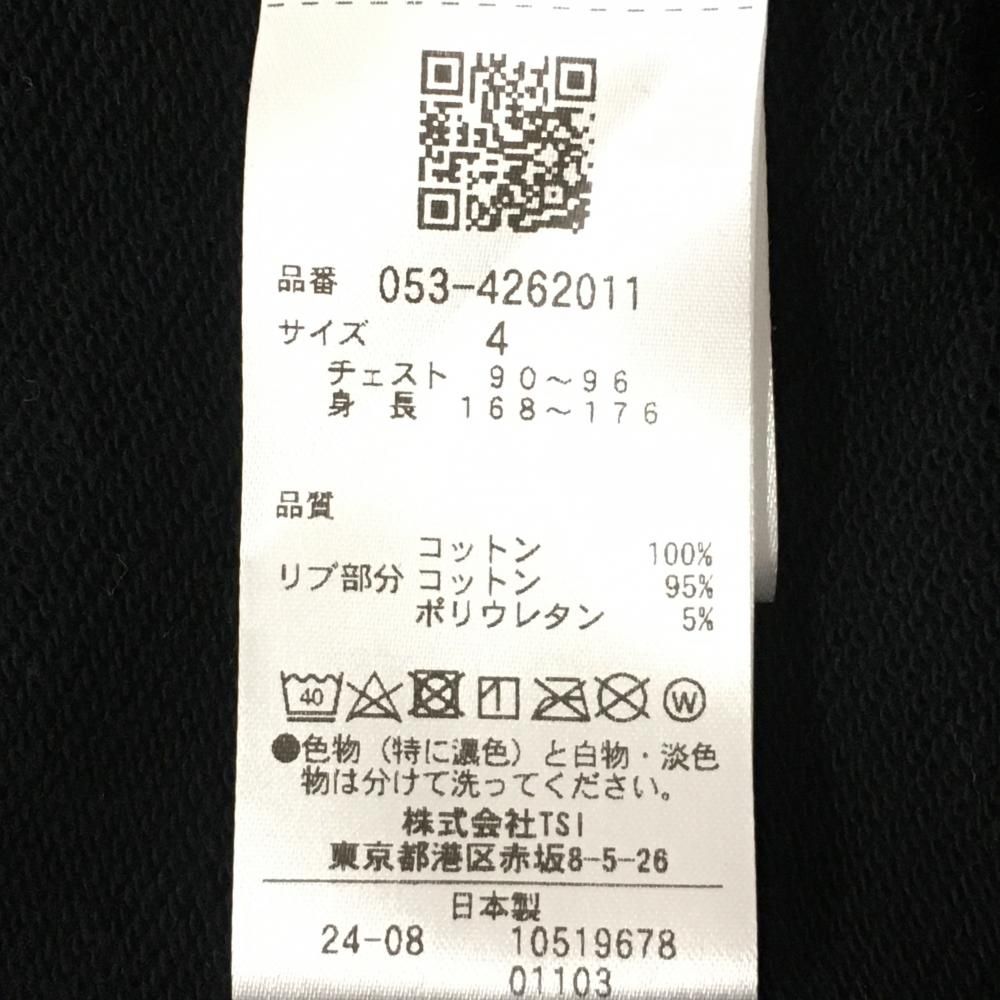 品番 053-4262011
サイズ 4
チェスト 90～96
身長 168～176
品質
コットン 100%
リブ部分 コットン 95%
ポリウレタン 5%
40 W
●色物（特に濃色）と白物・淡色
物は分けて洗ってください。
株式会社TSI
東京都港区赤坂8-5-26
日本製
24-08 10519678
01103